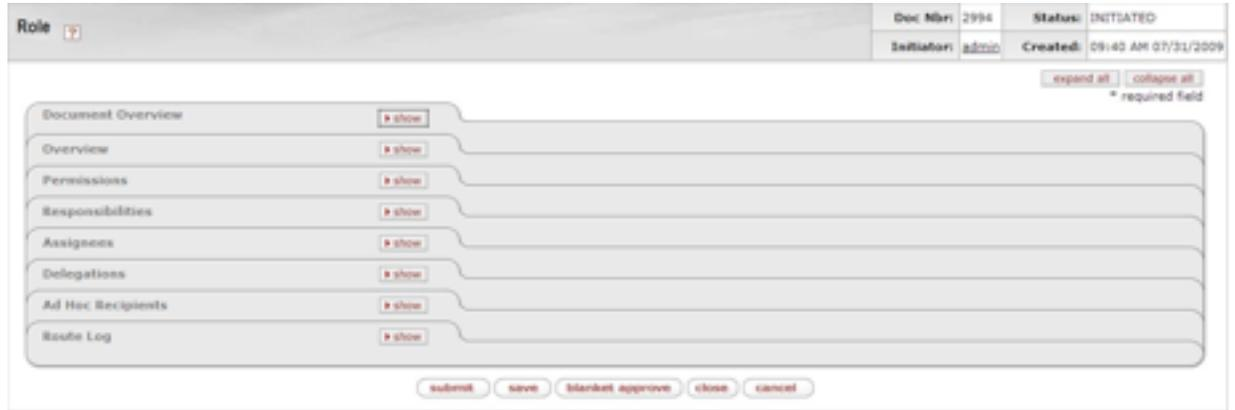 Role ?
Doc Nbr: 2994 Status: INITIATED
Initiator: admin Created: 09:40 AM 07/31/2009
expand all collapse all
* required field
Document Overview show
Overview show
Permissions show
Responsibilities show
Assignees show
Delegations show
Ad Hoc Recipients show
Route Log show
submit save blanket approve close cancel